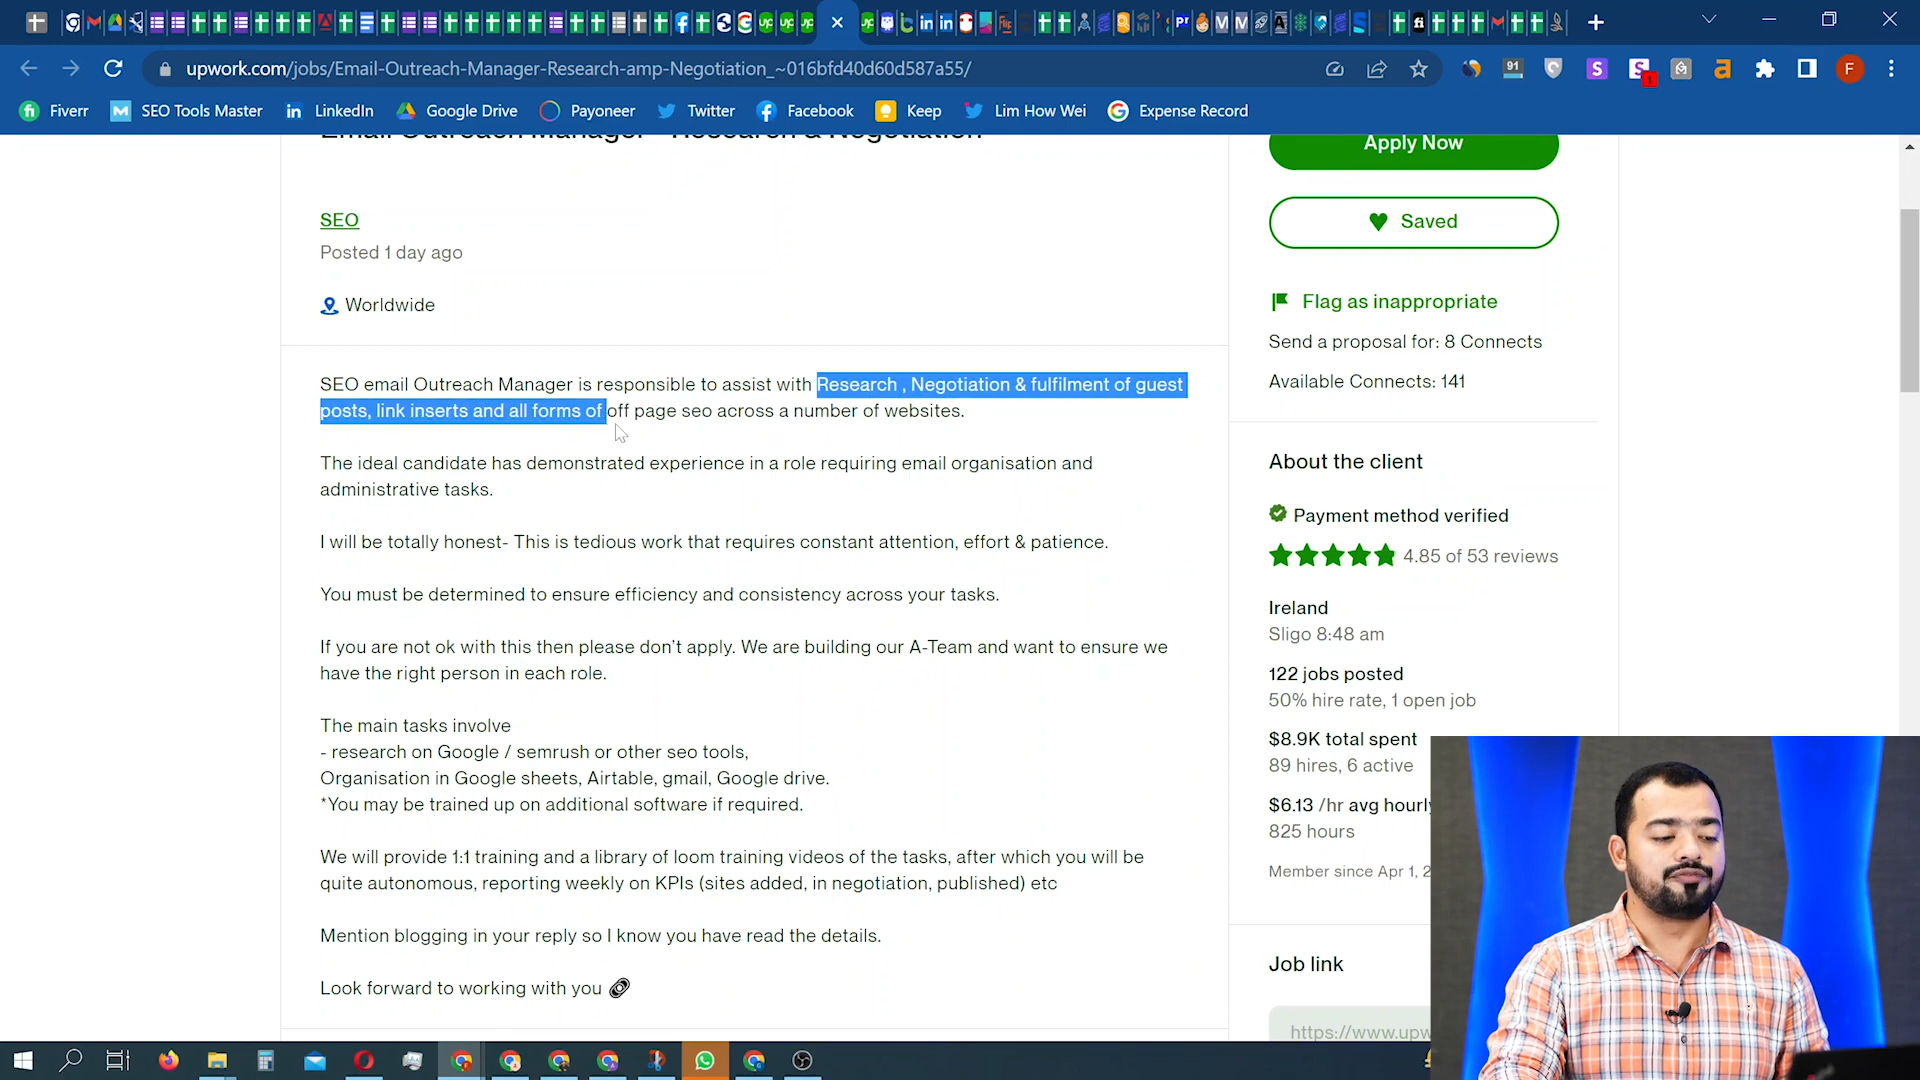 upwork.com/jobs/Email-Outreach-Manager-Research-amp-Negotiation_~016bfd40d60d587a55/
91
F
Fiverr
SEO Tools Master
LinkedIn
Google Drive
Payoneer
Twitter
Facebook
Keep
Lim How Wei
Expense Record
Email Outreach Manager - Research & Negotiation
SEO
Posted 1 day ago
Worldwide
SEO email Outreach Manager is responsible to assist with Research , Negotiation & fulfilment of guest
posts, link inserts and all forms of off page seo across a number of websites.
The ideal candidate has demonstrated experience in a role requiring email organisation and
administrative tasks.
I will be totally honest- This is tedious work that requires constant attention, effort & patience.
You must be determined to ensure efficiency and consistency across your tasks.
If you are not ok with this then please don't apply. We are building our A-Team and want to ensure we
have the right person in each role.
The main tasks involve
- research on Google / semrush or other seo tools,
Organisation in Google sheets, Airtable, gmail, Google drive.
*You may be trained up on additional software if required.
We will provide 1:1 training and a library of loom training videos of the tasks, after which you will be
quite autonomous, reporting weekly on KPIs (sites added, in negotiation, published) etc
Mention blogging in your reply so I know you have read the details.
Look forward to working with you
Apply Now
Saved
Flag as inappropriate
Send a proposal for: 8 Connects
Available Connects: 141
About the client
Payment method verified
4.85 of 53 reviews
Ireland
Sligo 8:48 am
122 jobs posted
50% hire rate, 1 open job
$8.9K total spent
89 hires, 6 active
$6.13 /hr avg hourly
825 hours
Member since Apr 1, 2
Job link
https://www.upw